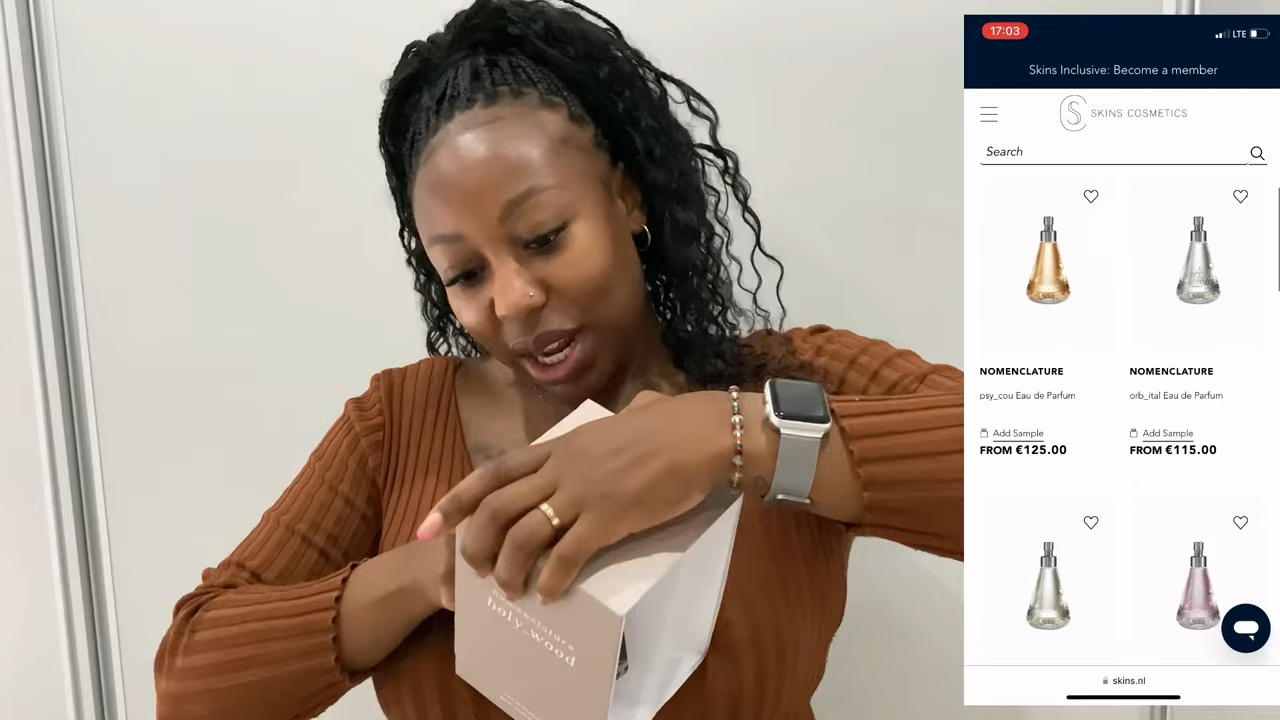 nomenclature
holy_wood
17:03
LTE
Skins Inclusive: Become a member
SKINS COSMETICS
Search
NOMENCLATURE
psy_cou Eau de Parfum
Add Sample
FROM €125.00
NOMENCLATURE
orb_ital Eau de Parfum
Add Sample
FROM €115.00
skins.nl